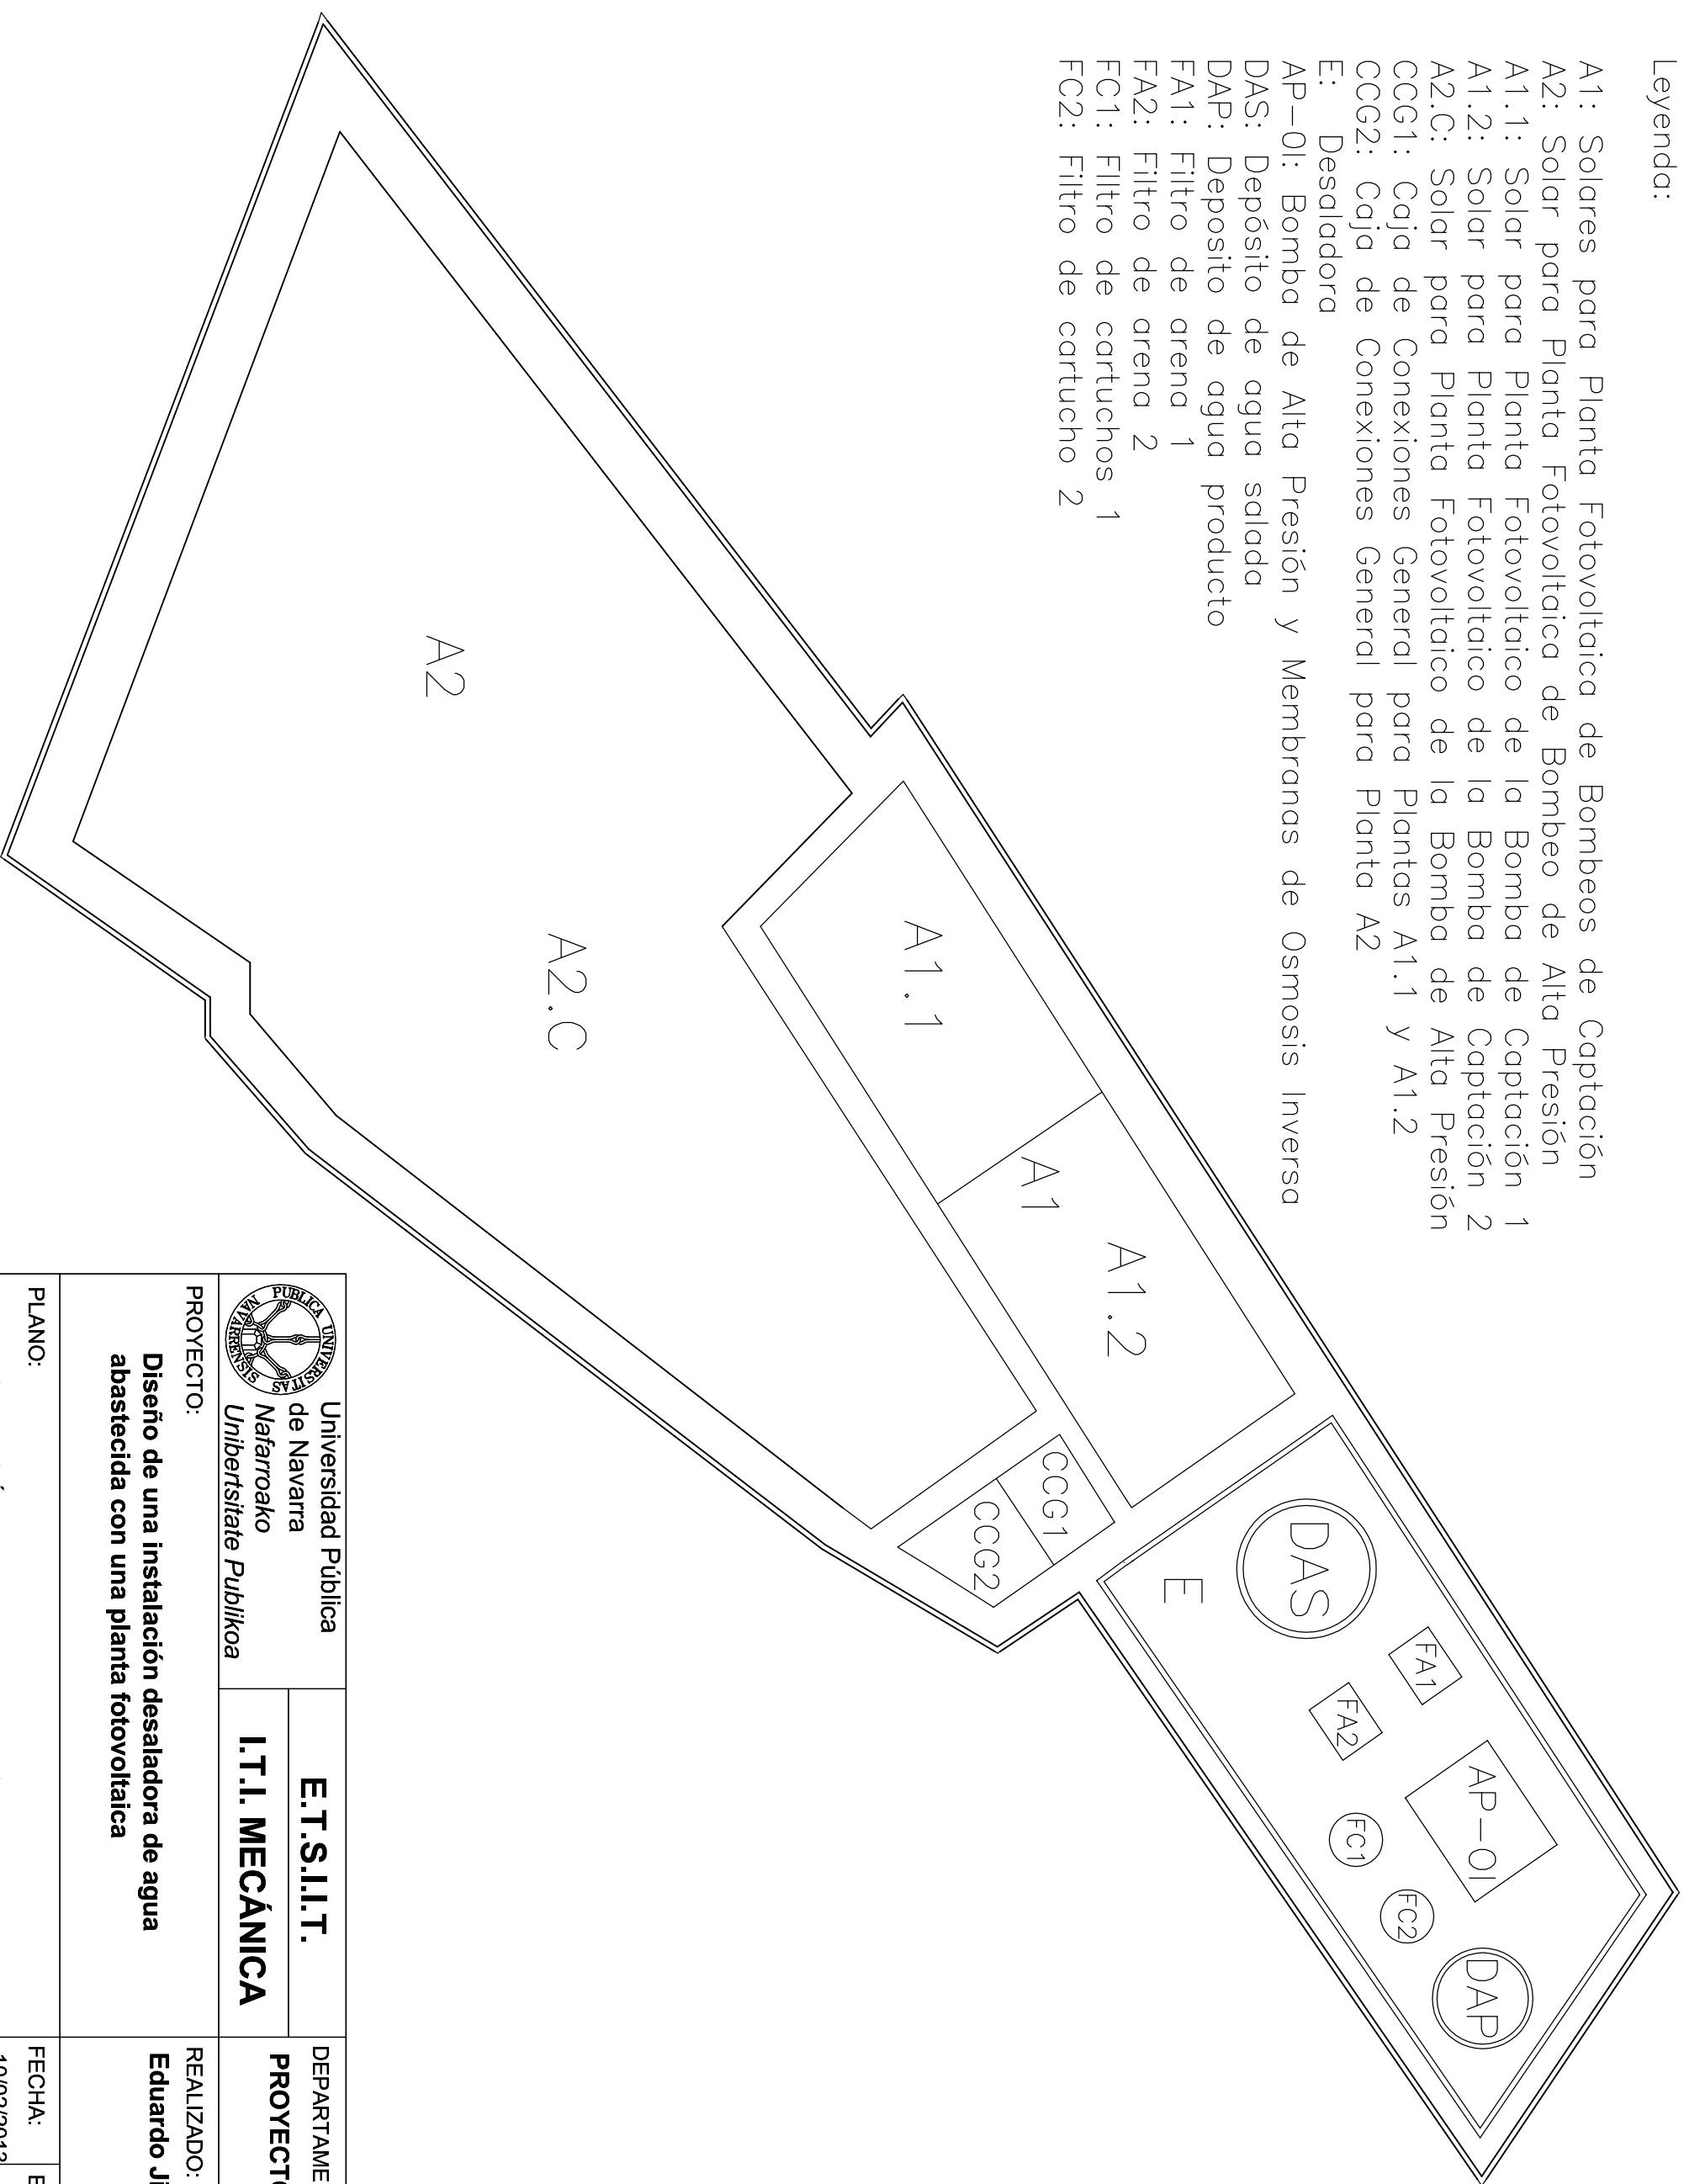 Leyenda:
A1: Solares para Planta Fotovoltaica de Bombeos de Captación
A2: Solar para Planta Fotovoltaica de Bombeo de Alta Presión
A1.1: Solar para Planta Fotovoltaico de la Bomba de Captación 1
A1.2: Solar para Planta Fotovoltaico de la Bomba de Captación 2
A2.C: Solar para Planta Fotovoltaico de la Bomba de Alta Presión
CCG1: Caja de Conexiones General para Plantas A1.1 y A1.2
CCG2: Caja de Conexiones General para Planta A2
E: Desaladora
AP-OI: Bomba de Alta Presión y Membranas de Osmosis Inversa
DAS: Depósito de agua salada
DAP: Deposito de agua producto
FA1: Filtro de arena 1
FA2: Filtro de arena 2
FC1: FIltro de cartuchos 1
FC2: Filtro de cartucho 2
A2
A2.C
A1.1
A1
A1.2
CCG1
CCG2
E
DAS
FA1
FA2
AP-OI
FC1
FC2
DAP
UNIVERSITAS PUBLICA NAVARRENSIS
Universidad Pública
de Navarra
Nafarroako
Unibertsitate Publikoa
E.T.S.I.I.T.
I.T.I. MECÁNICA
PROYECTO:
Diseño de una instalación desaladora de agua
abastecida con una planta fotovoltaica
REALIZADO:
Eduardo
PLANO:
FECHA: